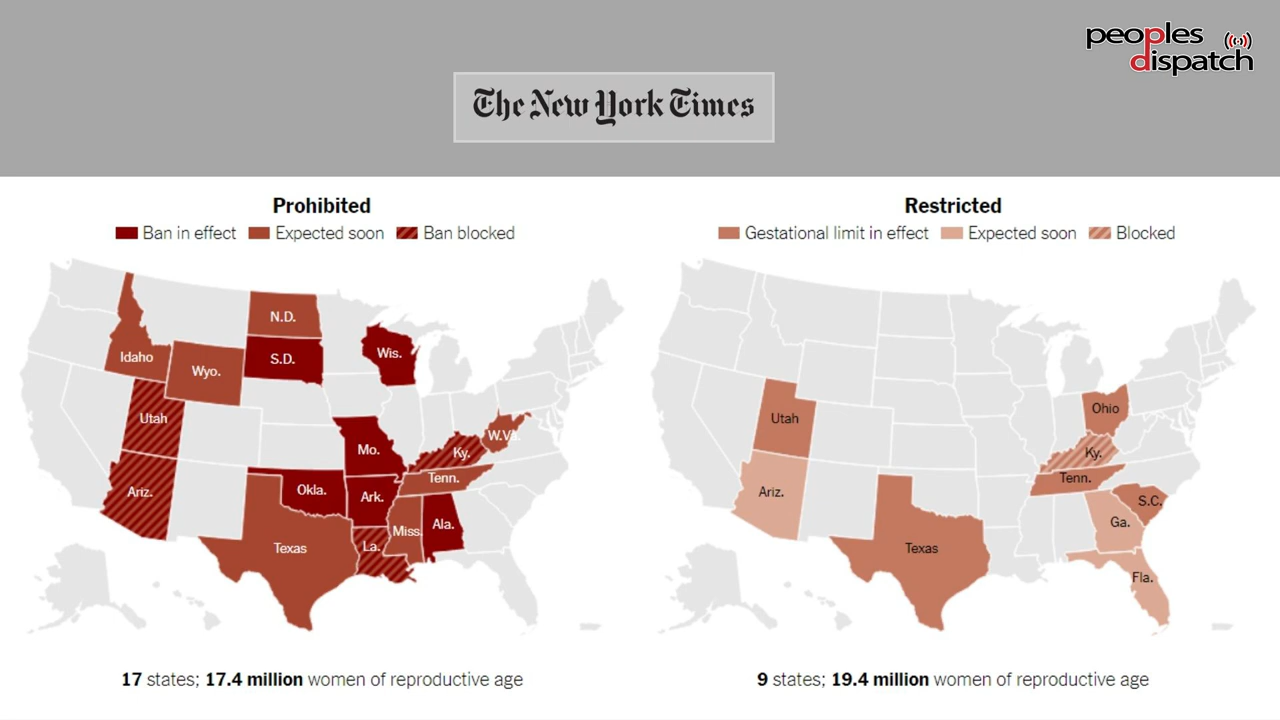 peoples
dispatch
The New York Times
Prohibited
Ban in effect Expected soon Ban blocked
N.D.
Wis.
Idaho
S.D.
Wyo.
Utah
W.Va.
Mo.
Ky.
Tenn.
Ariz.
Okla.
Ark.
Ala.
Miss.
La.
Texas
17 states; 17.4 million women of reproductive age
Restricted
Gestational limit in effect Expected soon Blocked
Ohio
Utah
Ky.
Tenn.
Ariz.
S.C.
Ga.
Texas
Fla.
9 states; 19.4 million women of reproductive age